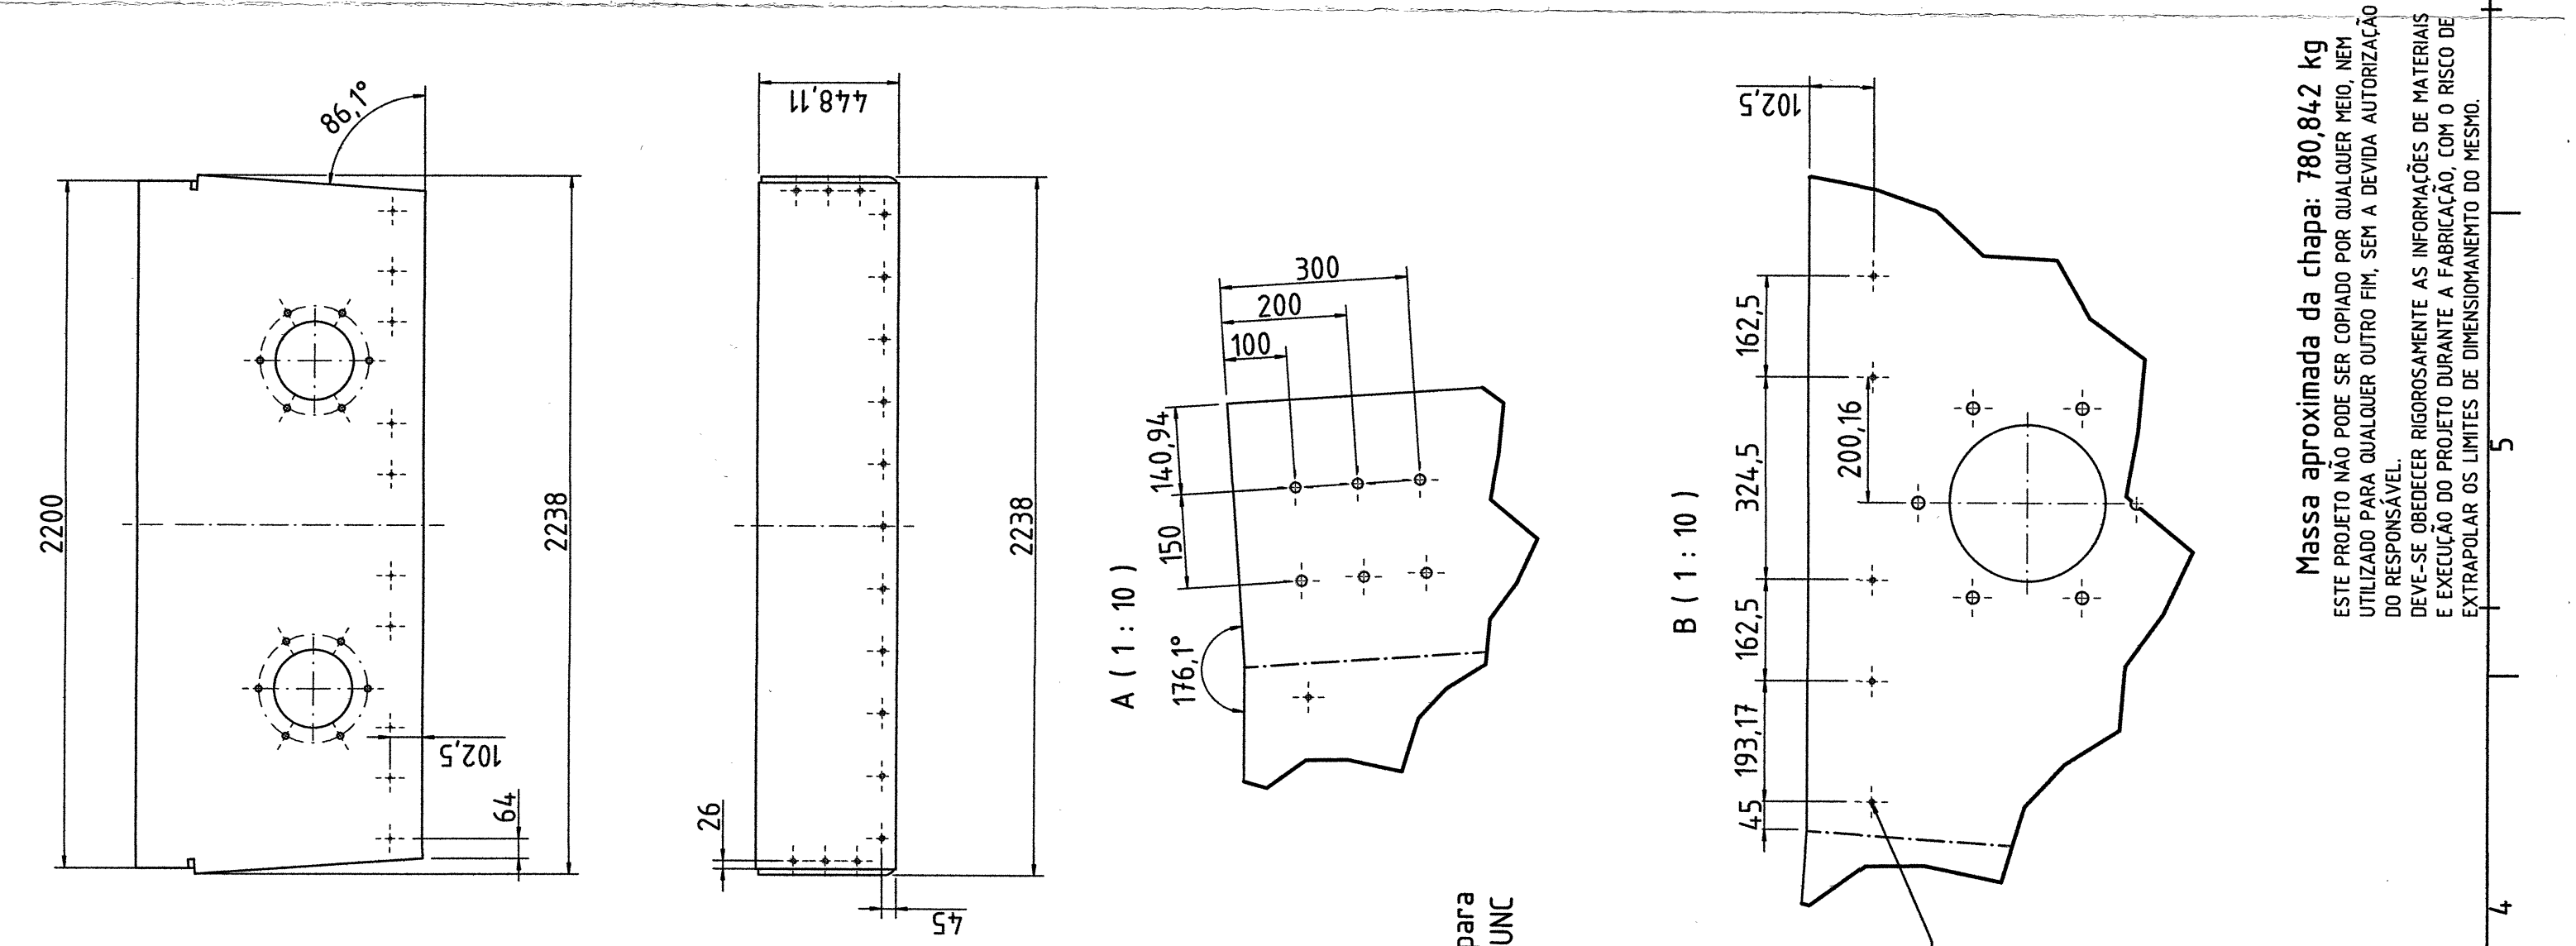 2200
86,1°
102,5
64
2238
448,11
26
45
2238
A ( 1 : 10 )
300
200
100
140,94
150
176,1°
para
UNC
B ( 1 : 10 )
102,5
162,5
324,5
200,16
162,5
193,17
45
Massa aproximada da chapa: 780,842 kg
ESTE PROJETO NÃO PODE SER COPIADO POR QUALQUER MEIO, NEM
UTILIZADO PARA QUALQUER OUTRO FIM, SEM A DEVIDA AUTORIZAÇÃO
DO RESPONSÁVEL.
DEVE-SE OBEDECER RIGOROSAMENTE AS INFORMAÇÕES DE MATERIAIS
E EXECUÇÃO DO PROJETO DURANTE A FABRICAÇÃO, COM O RISCO DE
EXTRAPOLAR OS LIMITES DE DIMENSIOMANEMTO DO MESMO.
5
4